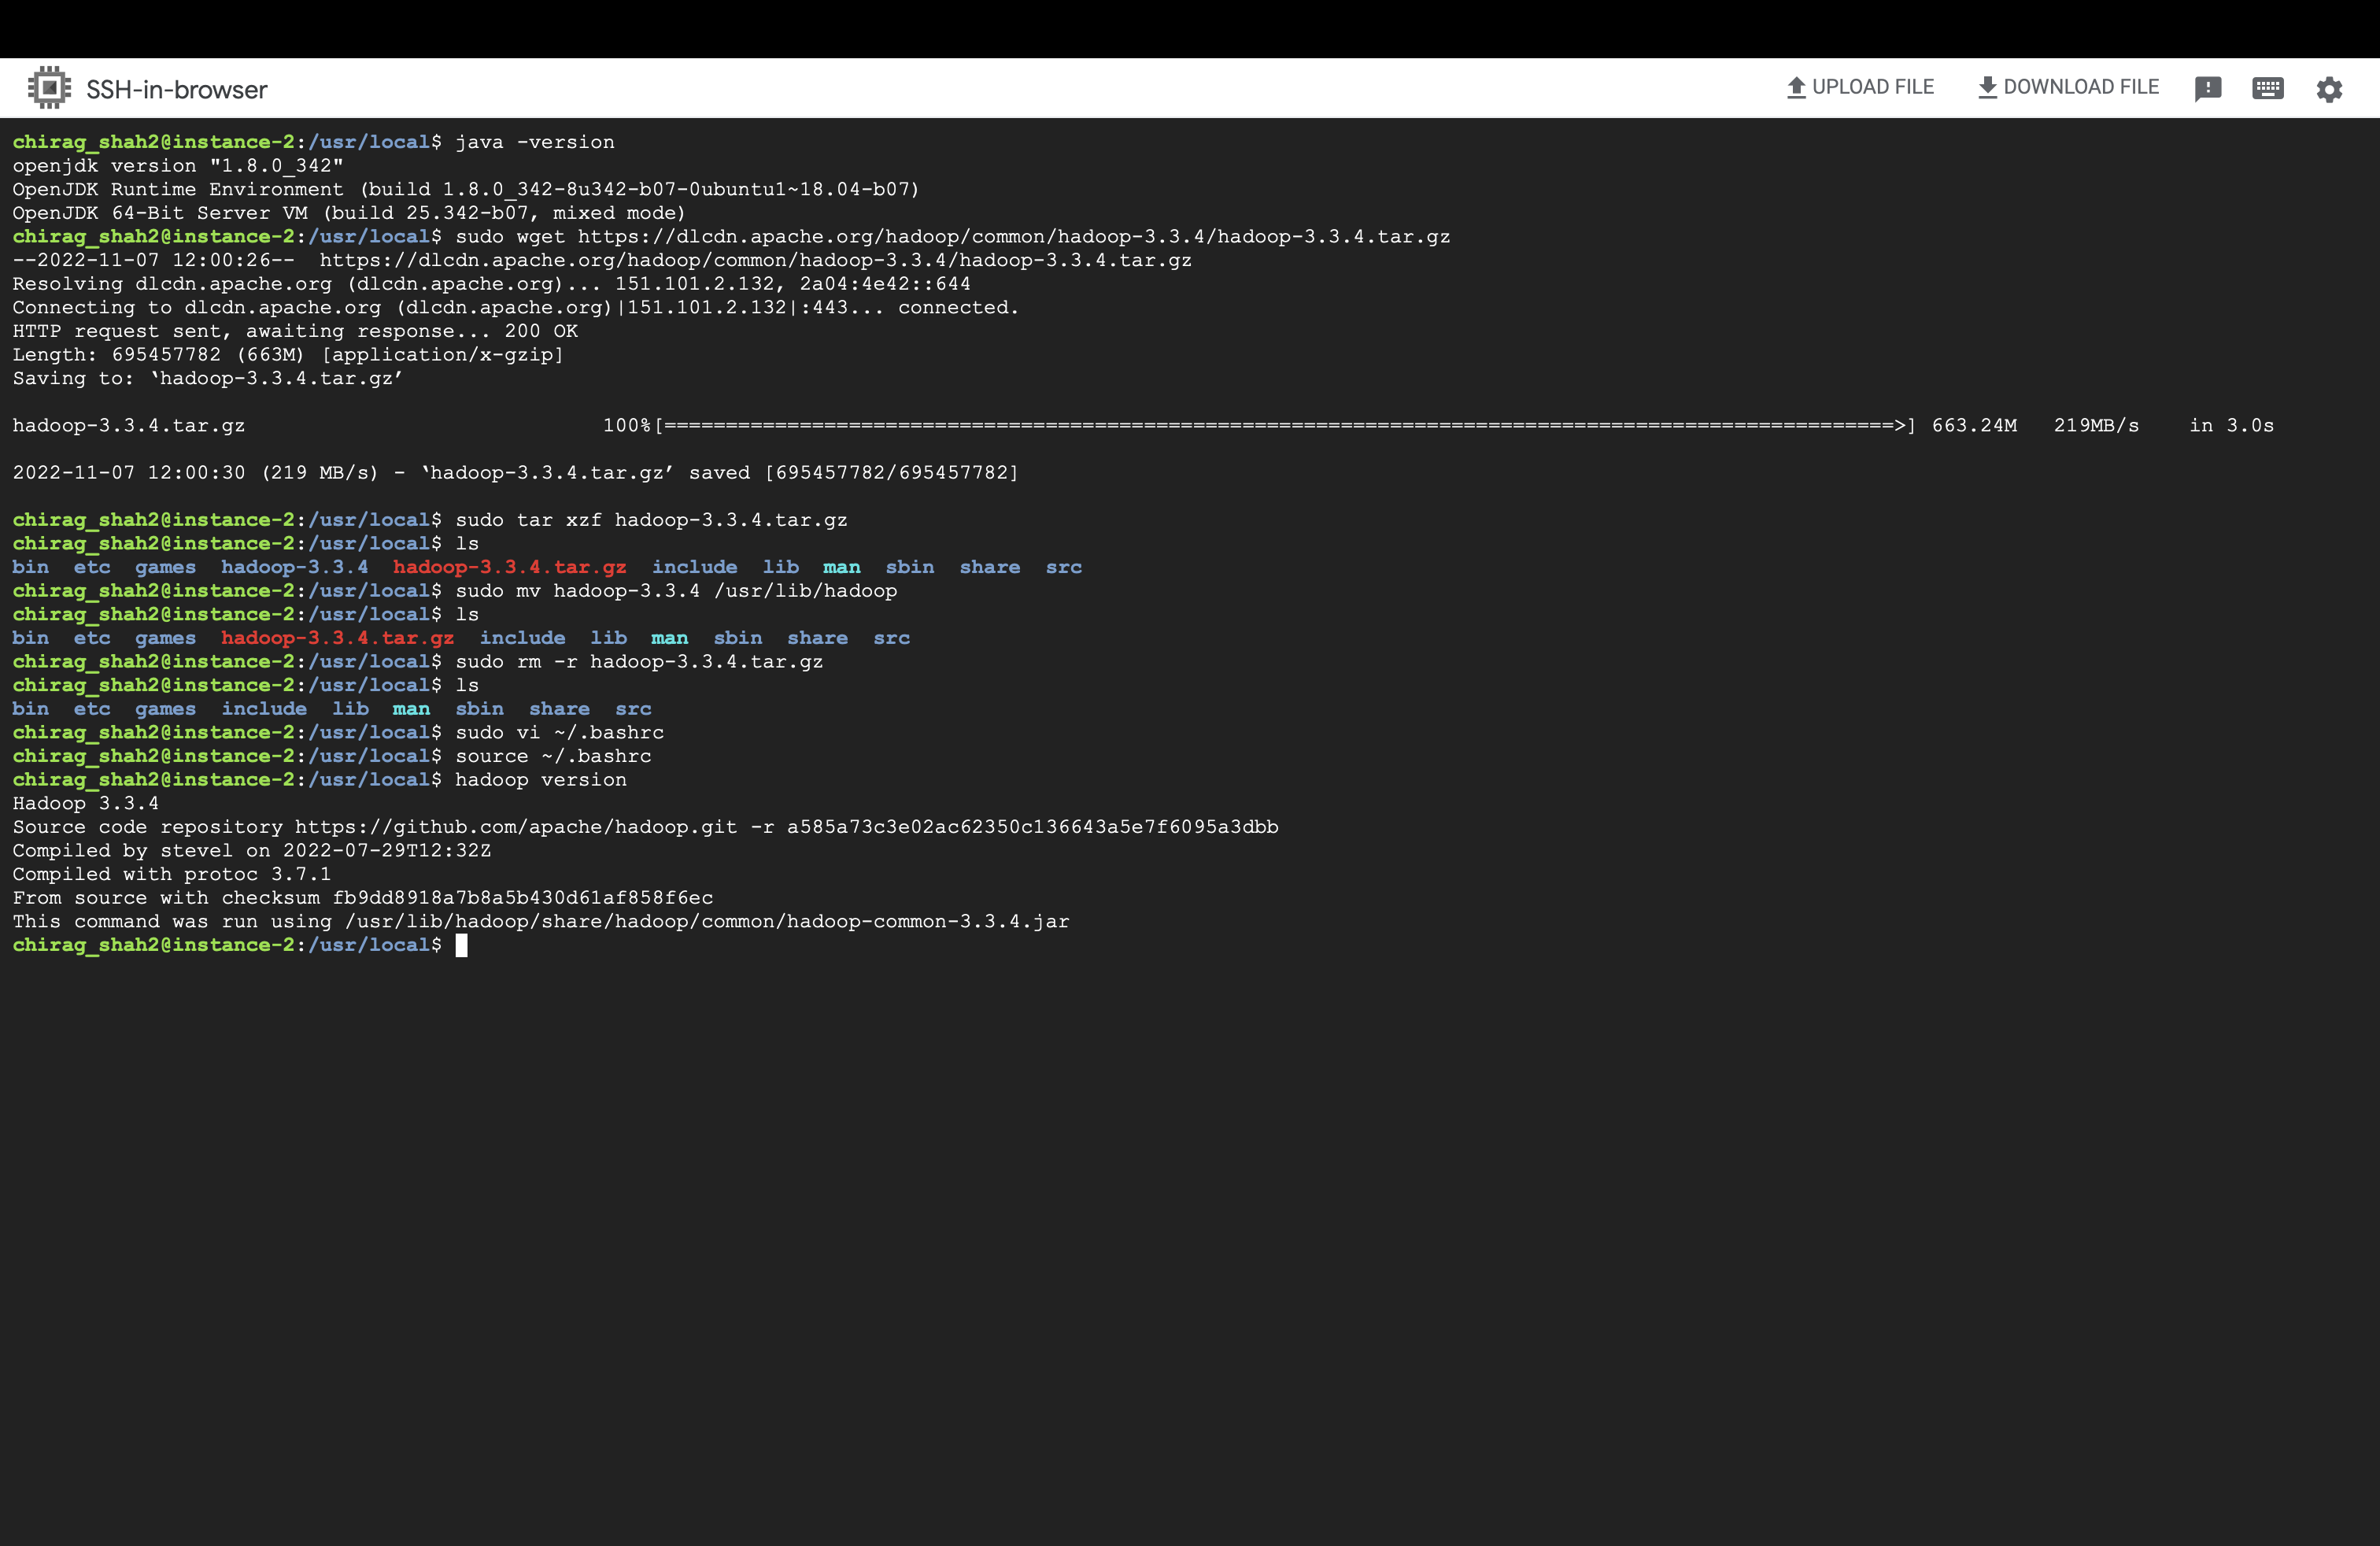 SSH-in-browser
UPLOAD FILE
DOWNLOAD FILE
chirag_shah2@instance-2:/usr/local$ java -version
openjdk version "1.8.0_342"
OpenJDK Runtime Environment (build 1.8.0_342-8u342-b07-0ubuntu1~18.04-b07)
OpenJDK 64-Bit Server VM (build 25.342-b07, mixed mode)
chirag_shah2@instance-2:/usr/local$ sudo wget https://dlcdn.apache.org/hadoop/common/hadoop-3.3.4/hadoop-3.3.4.tar.gz
--2022-11-07 12:00:26--  https://dlcdn.apache.org/hadoop/common/hadoop-3.3.4/hadoop-3.3.4.tar.gz
Resolving dlcdn.apache.org (dlcdn.apache.org)... 151.101.2.132, 2a04:4e42::644
Connecting to dlcdn.apache.org (dlcdn.apache.org)|151.101.2.132|:443... connected.
HTTP request sent, awaiting response... 200 OK
Length: 695457782 (663M) [application/x-gzip]
Saving to: ‘hadoop-3.3.4.tar.gz’
hadoop-3.3.4.tar.gz 100%[====================================================================================================>] 663.24M 219MB/s in 3.0s
2022-11-07 12:00:30 (219 MB/s) - ‘hadoop-3.3.4.tar.gz’ saved [695457782/695457782]
chirag_shah2@instance-2:/usr/local$ sudo tar xzf hadoop-3.3.4.tar.gz
chirag_shah2@instance-2:/usr/local$ ls
bin  etc  games  hadoop-3.3.4  hadoop-3.3.4.tar.gz  include  lib  man  sbin  share  src
chirag_shah2@instance-2:/usr/local$ sudo mv hadoop-3.3.4 /usr/lib/hadoop
chirag_shah2@instance-2:/usr/local$ ls
bin  etc  games  hadoop-3.3.4.tar.gz  include  lib  man  sbin  share  src
chirag_shah2@instance-2:/usr/local$ sudo rm -r hadoop-3.3.4.tar.gz
chirag_shah2@instance-2:/usr/local$ ls
bin  etc  games  include  lib  man  sbin  share  src
chirag_shah2@instance-2:/usr/local$ sudo vi ~/.bashrc
chirag_shah2@instance-2:/usr/local$ source ~/.bashrc
chirag_shah2@instance-2:/usr/local$ hadoop version
Hadoop 3.3.4
Source code repository https://github.com/apache/hadoop.git -r a585a73c3e02ac62350c136643a5e7f6095a3dbb
Compiled by stevel on 2022-07-29T12:32Z
Compiled with protoc 3.7.1
From source with checksum fb9dd8918a7b8a5b430d61af858f6ec
This command was run using /usr/lib/hadoop/share/hadoop/common/hadoop-common-3.3.4.jar
chirag_shah2@instance-2:/usr/local$